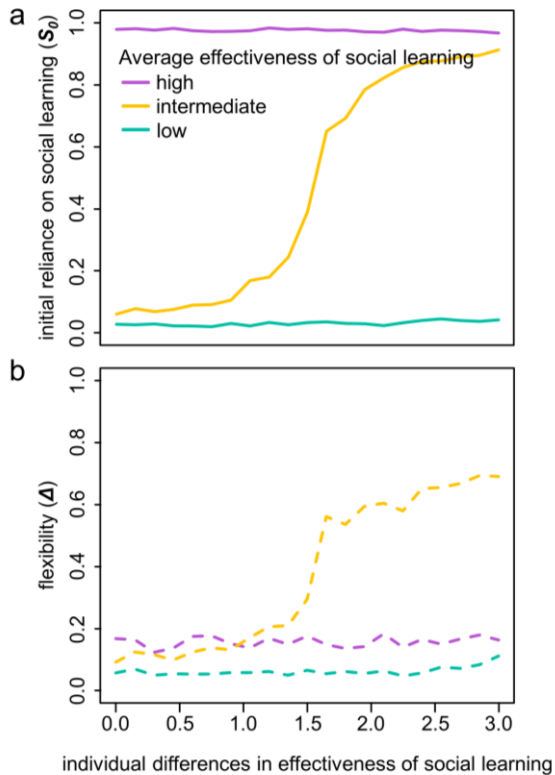 a
initial reliance on social learning (S0)
1.0
0.8
0.6
0.4
0.2
0.0
Average effectiveness of social learning
high
intermediate
low
b
flexibility (Δ)
1.0
0.8
0.6
0.4
0.2
0.0
0.0 0.5 1.0 1.5 2.0 2.5 3.0
individual differences in effectiveness of social learning